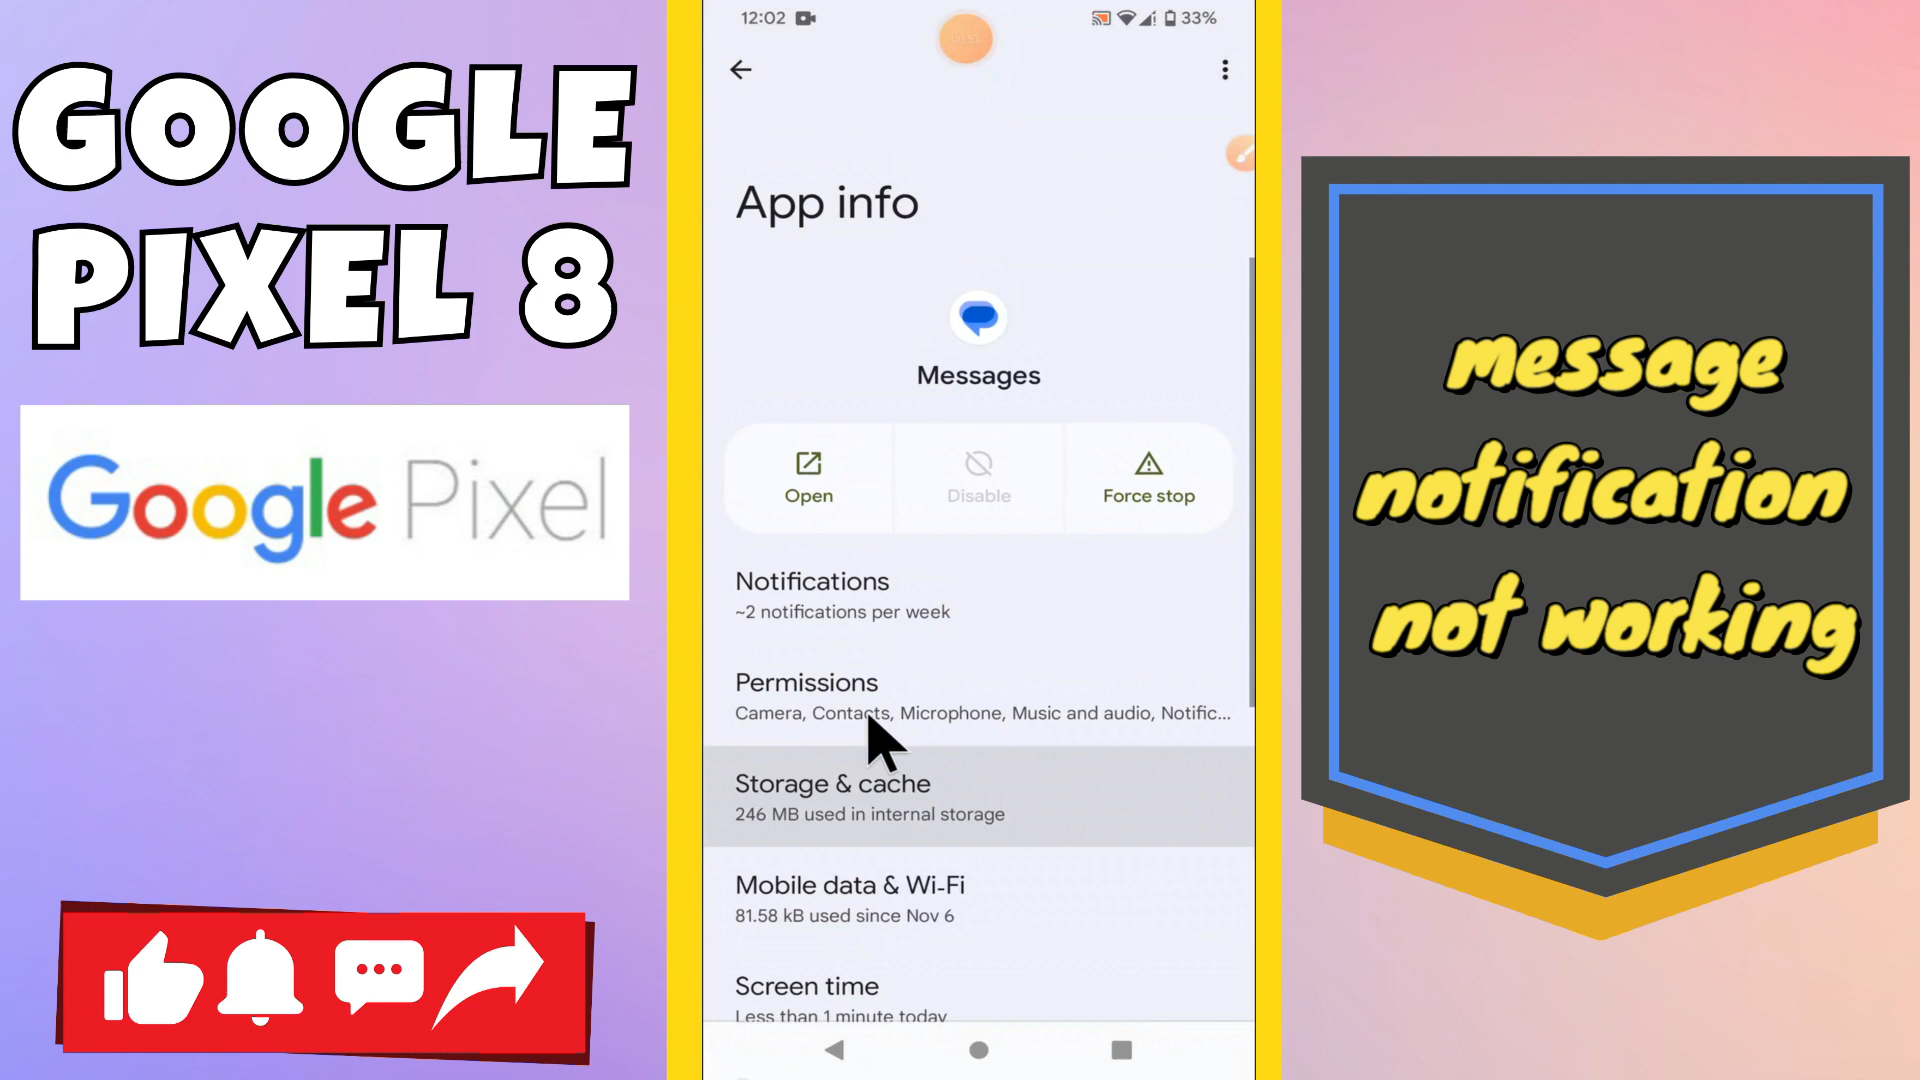 GOOGLE
PIXEL 8
Google Pixel
12:02
33%
00:51
App info
Messages
Open
Disable
Force stop
Notifications
~2 notifications per week
Permissions
Camera, Contacts, Microphone, Music and audio, Notific...
Storage & cache
246 MB used in internal storage
Mobile data & Wi-Fi
81.58 kB used since Nov 6
Screen time
Less than 1 minute today
message
notification
not working